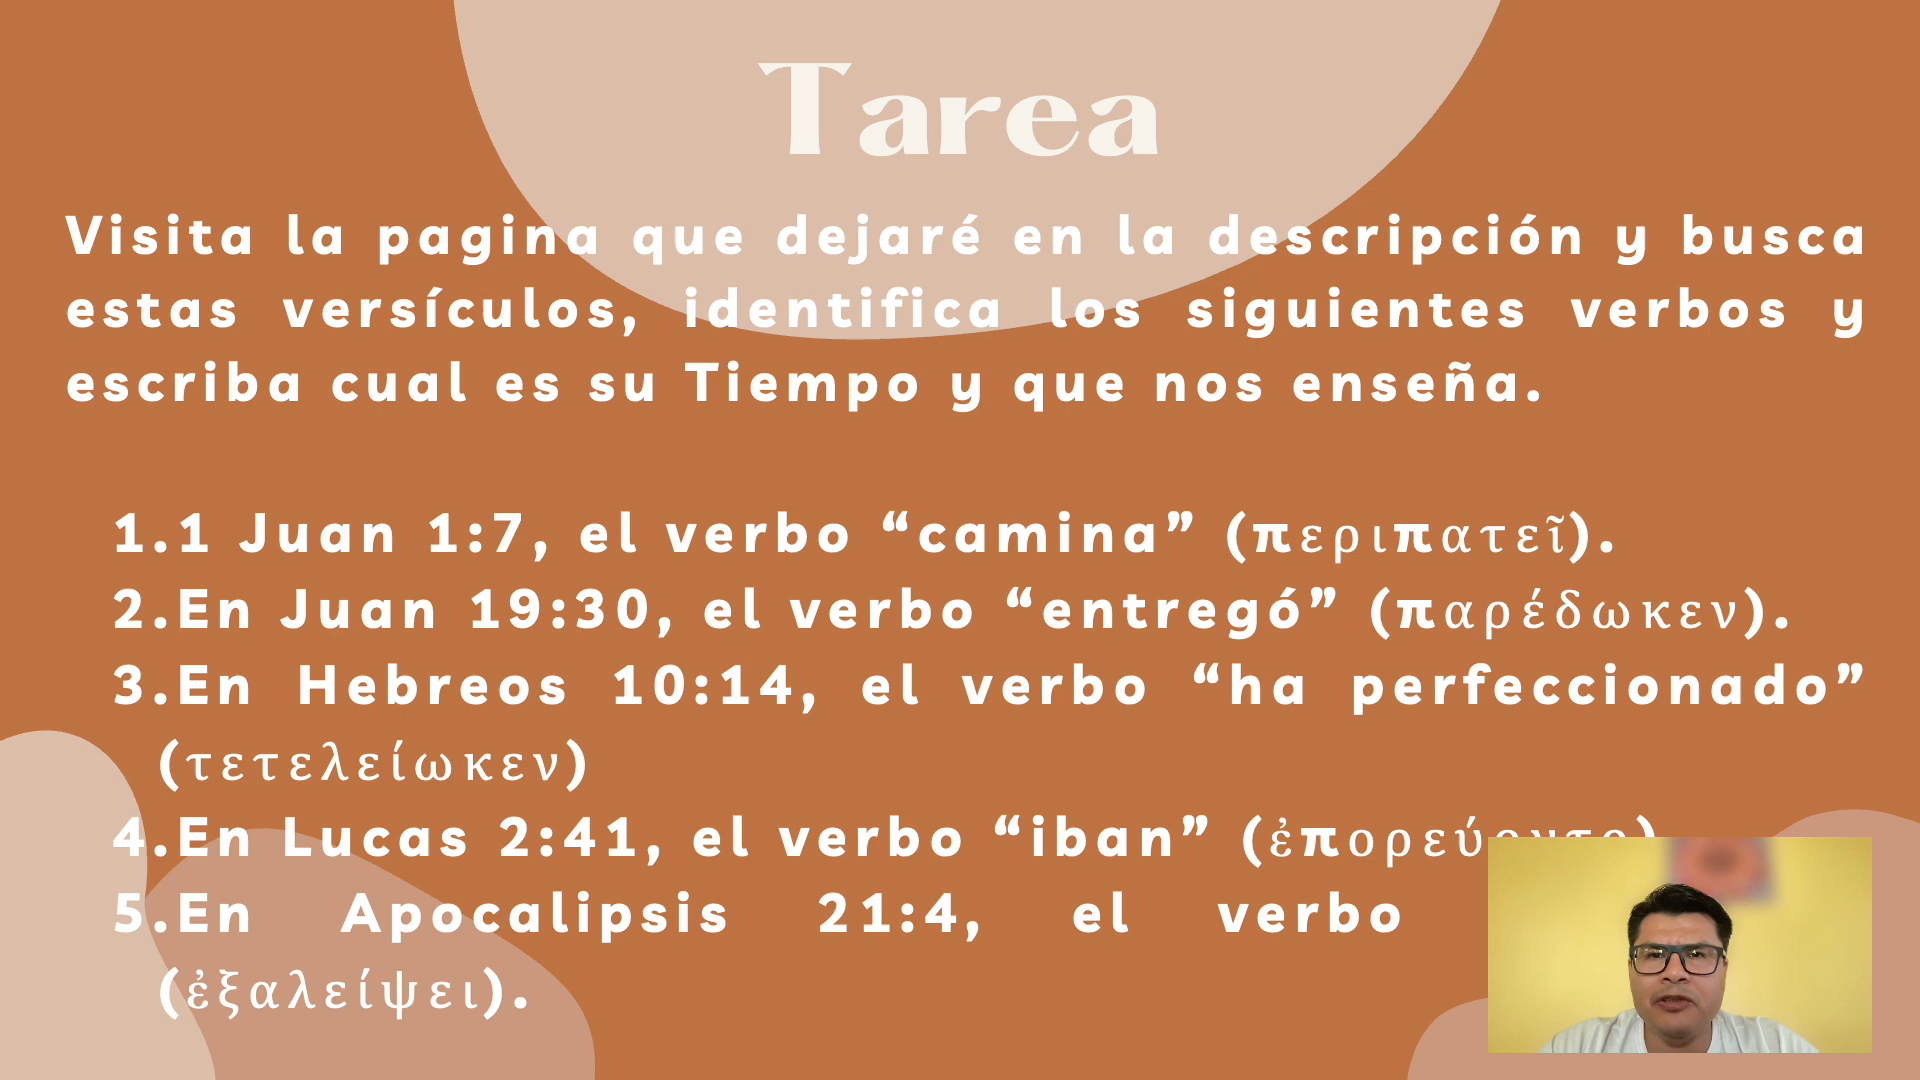 Tarea
Visita la pagina que dejaré en la descripción y busca
estas versículos, identifica los siguientes verbos y
escriba cual es su Tiempo y que nos enseña.
1.1 Juan 1:7, el verbo “camina” (περιπατεῖ).
2.En Juan 19:30, el verbo “entregó” (παρέδωκεν).
3.En Hebreos 10:14, el verbo “ha perfeccionado”
(τετελείωκεν)
4.En Lucas 2:41, el verbo “iban”
5.En Apocalipsis 21:4, el verbo
(ἐξαλείψει).